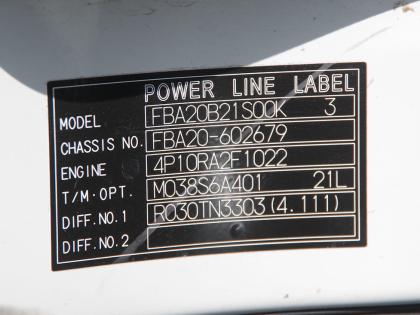 POWER LINE LABEL
MODEL FBA20B21S00K 3
CHASSIS NO. FBA20-602679
ENGINE 4P10RA2F1022
T/M·OPT. M038S6A401 21L
DIFF.NO.1 R030TN3303(4.111)
DIFF.NO.2